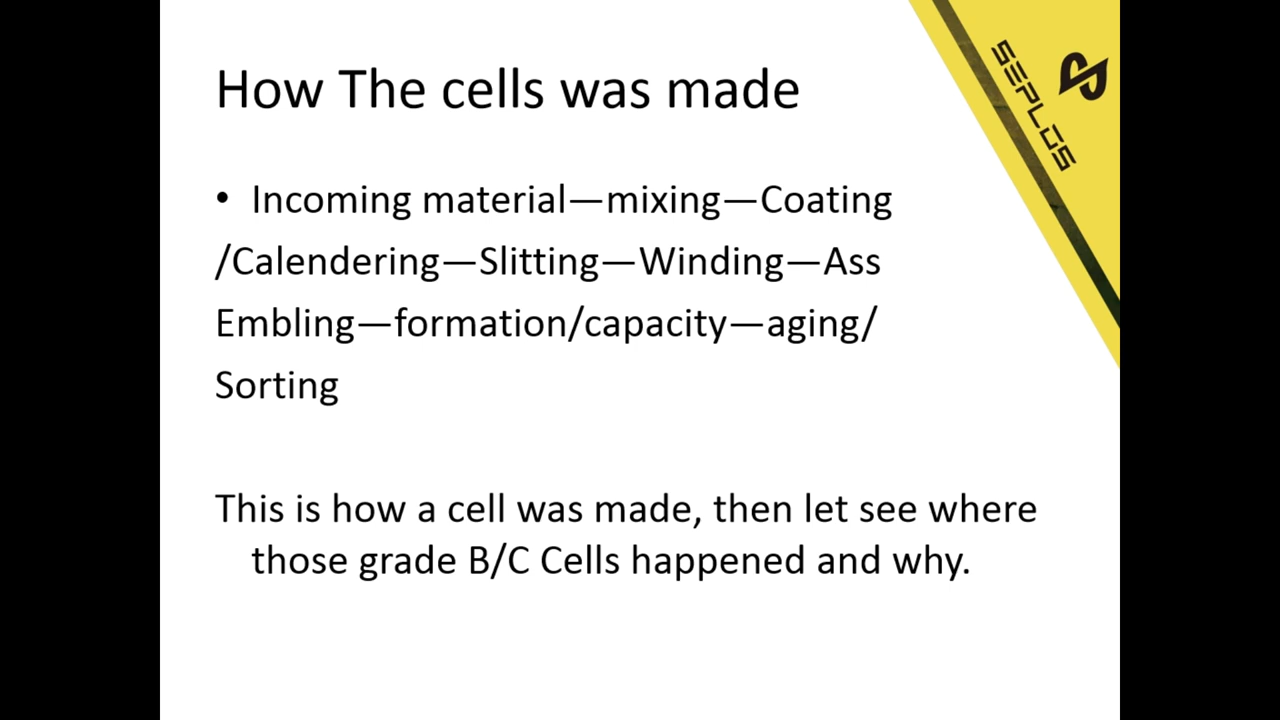 How The cells was made
SEPLOS
• Incoming material—mixing—Coating
/Calendering—Slitting—Winding—Ass
Embling—formation/capacity—aging/
Sorting
This is how a cell was made, then let see where
those grade B/C Cells happened and why.